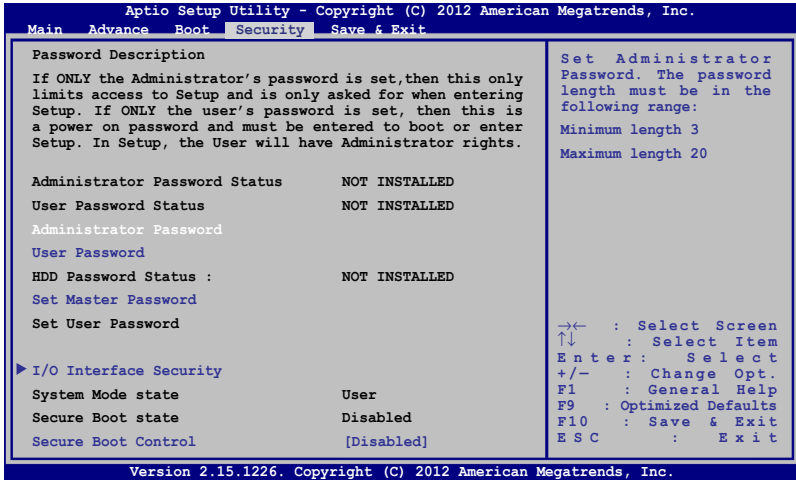 Aptio Setup Utility - Copyright (C) 2012 American Megatrends, Inc.
Main Advance Boot Security Save & Exit
Password Description
If ONLY the Administrator's password is set,then this only
limits access to Setup and is only asked for when entering
Setup. If ONLY the user's password is set, then this is
a power on password and must be entered to boot or enter
Setup. In Setup, the User will have Administrator rights.
Administrator Password Status NOT INSTALLED
User Password Status NOT INSTALLED
Administrator Password
User Password
HDD Password Status : NOT INSTALLED
Set Master Password
Set User Password
I/O Interface Security
System Mode state User
Secure Boot state Disabled
Secure Boot Control [Disabled]
Set Administrator
Password. The password
length must be in the
following range:
Minimum length 3
Maximum length 20
→← : Select Screen
↑↓ : Select Item
Enter: Select
+/— : Change Opt.
F1 : General Help
F9 : Optimized Defaults
F10 : Save & Exit
ESC : Exit
Version 2.15.1226. Copyright (C) 2012 American Megatrends, Inc.